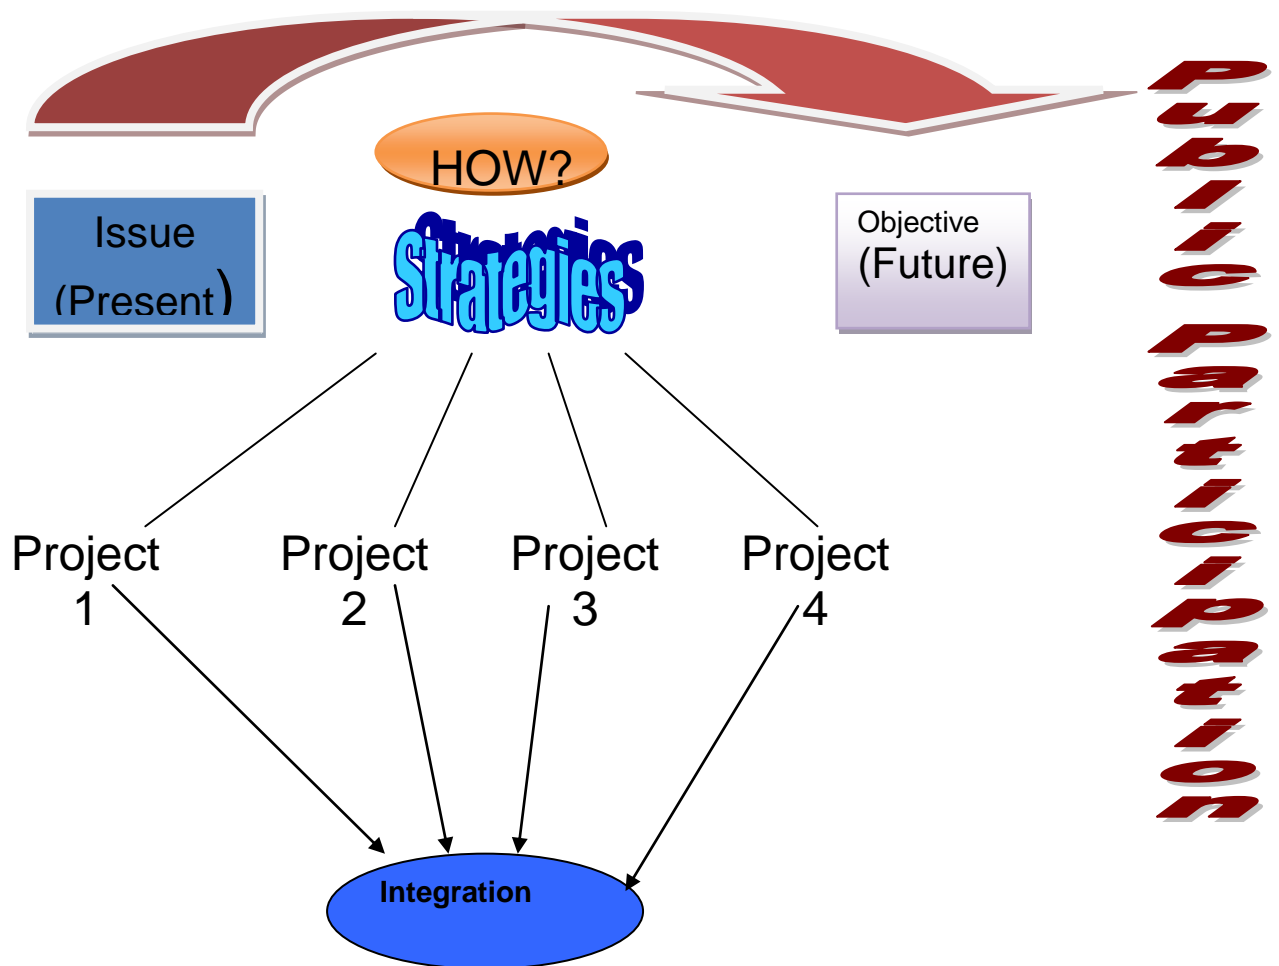 HOW?
Issue
(Present)
Strategies
Objective
(Future)
Project
1
Project
2
Project
3
Project
4
Integration
Public Participation